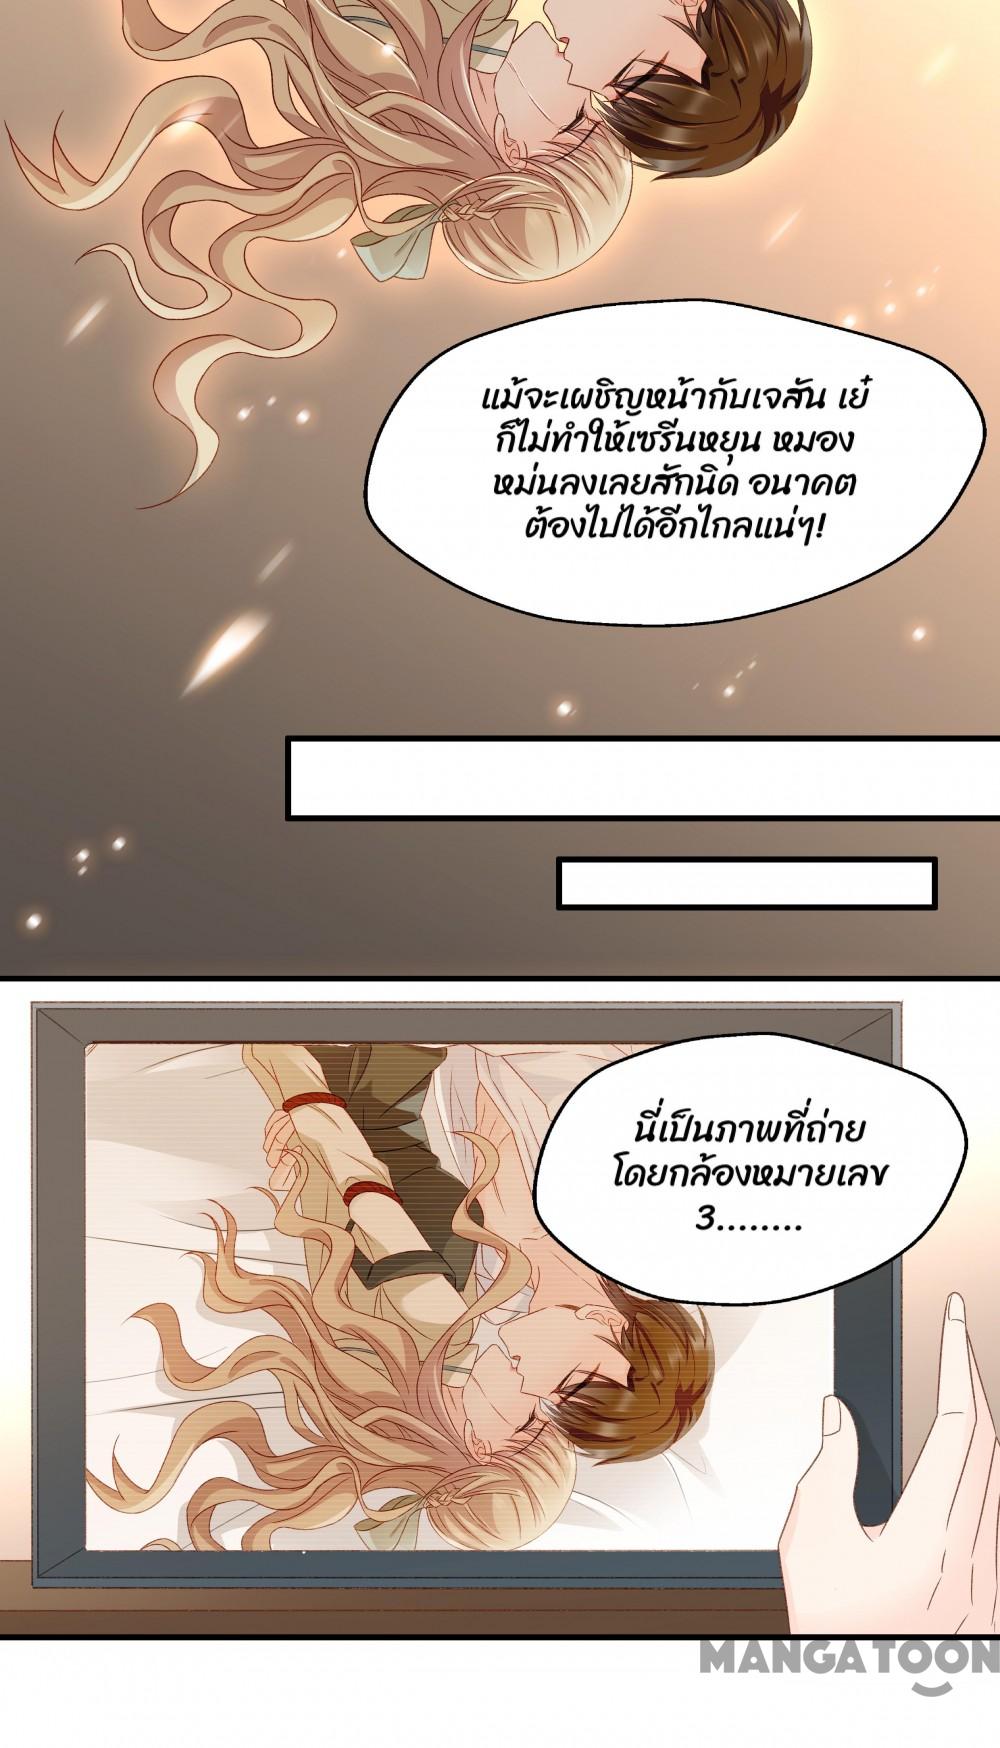 แม้จะเผชิญหน้ากับเจสัน เย๋
ก็ไม่ทำให้เซรีนหยุน หมอง
หม่นลงเลยสักนิด อนาคต
ต้องไปได้อีกไกลแน่ๆ!
นี่เป็นภาพที่ถ่าย
โดยกล้องหมายเลข
3........
MANGATOON